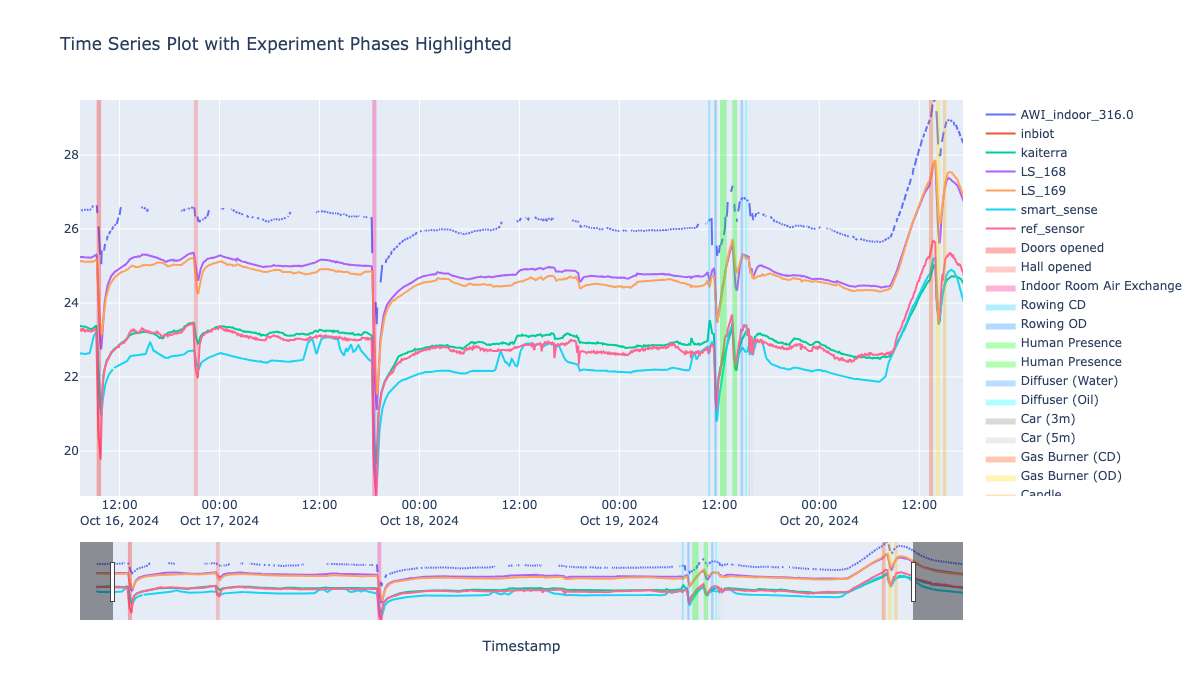 Time Series Plot with Experiment Phases Highlighted
28
26
24
22
20
12:00
Oct 16, 2024
00:00
Oct 17, 2024
12:00
00:00
Oct 18, 2024
12:00
00:00
Oct 19, 2024
12:00
00:00
Oct 20, 2024
12:00
Timestamp
AWI_indoor_316.0
inbiot
kaiterra
LS_168
LS_169
smart_sense
ref_sensor
Doors opened
Hall opened
Indoor Room Air Exchange
Rowing CD
Rowing OD
Human Presence
Human Presence
Diffuser (Water)
Diffuser (Oil)
Car (3m)
Car (5m)
Gas Burner (CD)
Gas Burner (OD)
Candle